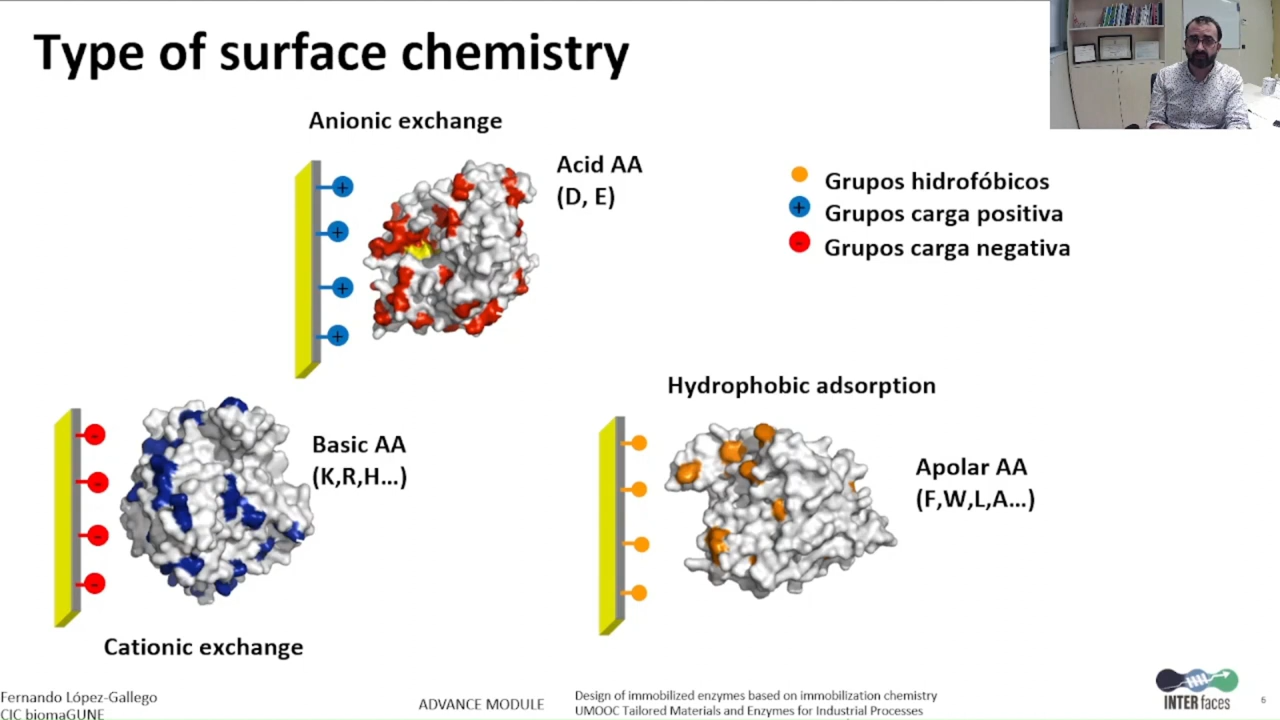 Type of surface chemistry
Anionic exchange
Acid AA
(D, E)
Grupos hidrofóbicos
+ Grupos carga positiva
- Grupos carga negativa
+
+
+
+
Hydrophobic adsorption
Basic AA
(K,R,H...)
-
-
-
-
Apolar AA
(F,W,L,A...)
Cationic exchange
Fernando López-Gallego
CIC biomaGUNE
ADVANCE MODULE
Design of immobilized enzymes based on immobilization chemistry
UMOOC Tailored Materials and Enzymes for Industrial Processes
INTERfaces
6